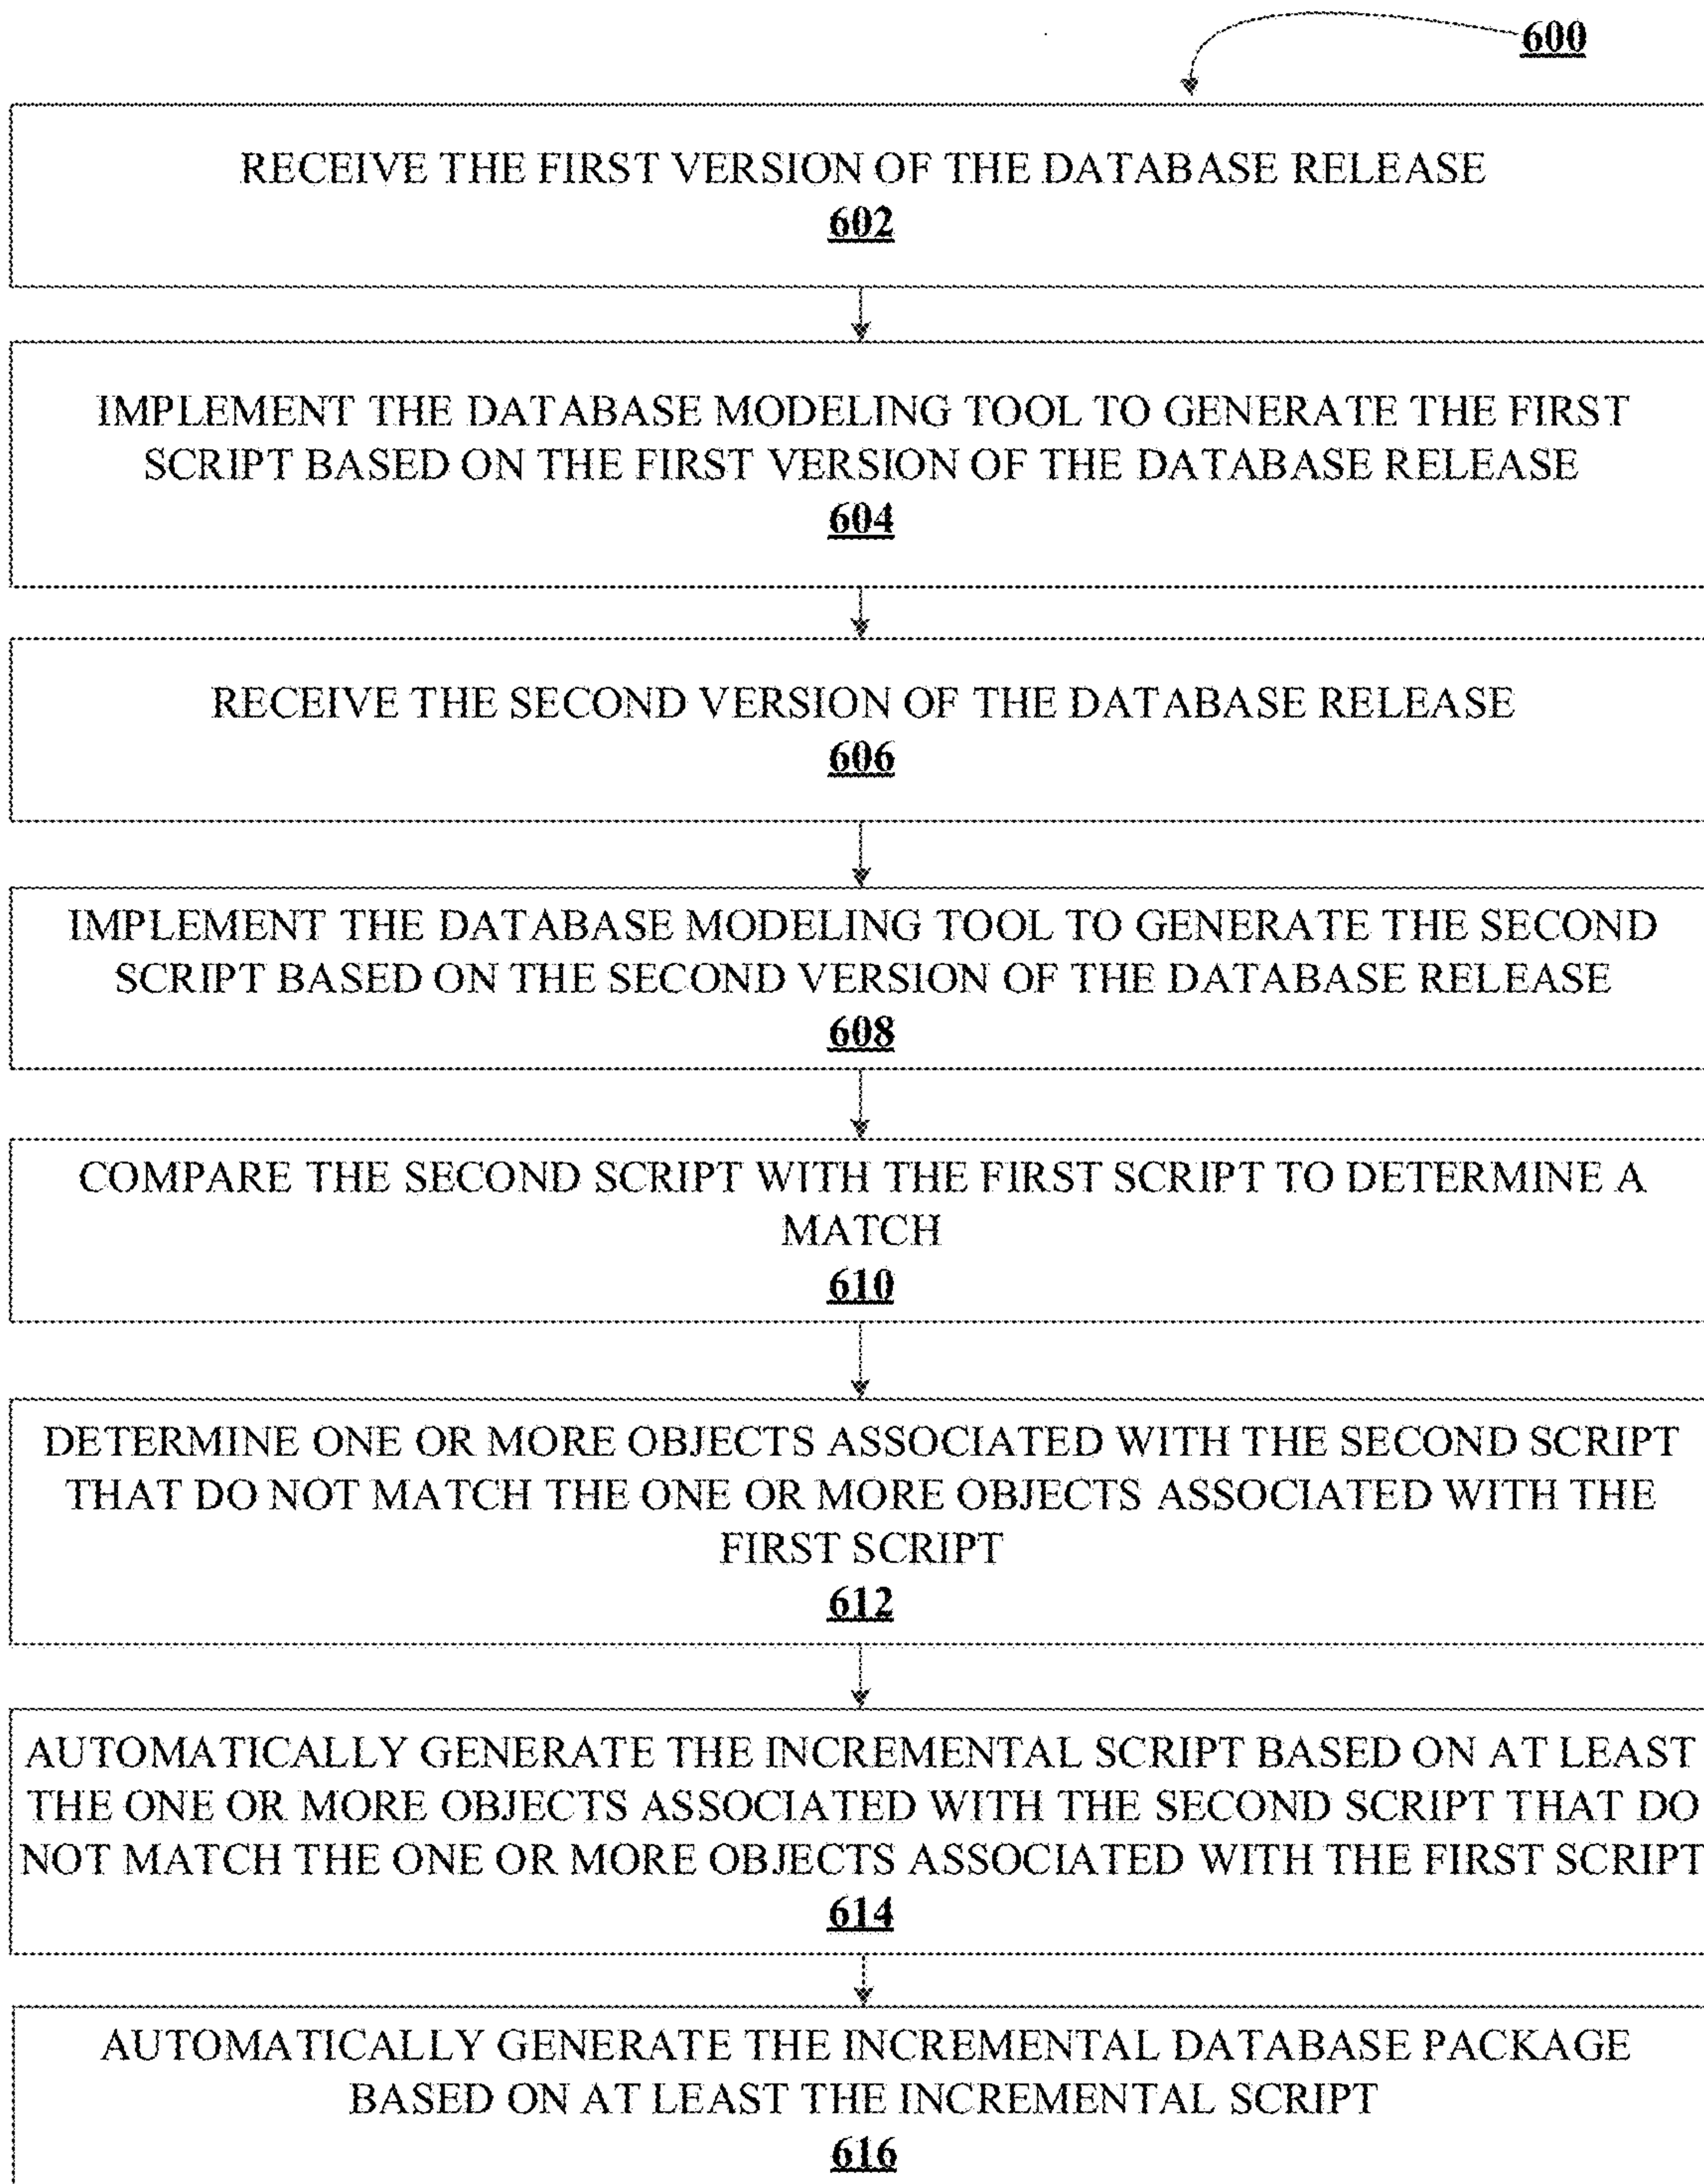 600
RECEIVE THE FIRST VERSION OF THE DATABASE RELEASE
602
IMPLEMENT THE DATABASE MODELING TOOL TO GENERATE THE FIRST
SCRIPT BASED ON THE FIRST VERSION OF THE DATABASE RELEASE
604
RECEIVE THE SECOND VERSION OF THE DATABASE RELEASE
606
IMPLEMENT THE DATABASE MODELING TOOL TO GENERATE THE SECOND
SCRIPT BASED ON THE SECOND VERSION OF THE DATABASE RELEASE
608
COMPARE THE SECOND SCRIPT WITH THE FIRST SCRIPT TO DETERMINE A
MATCH
610
DETERMINE ONE OR MORE OBJECTS ASSOCIATED WITH THE SECOND SCRIPT
THAT DO NOT MATCH THE ONE OR MORE OBJECTS ASSOCIATED WITH THE
FIRST SCRIPT
612
AUTOMATICALLY GENERATE THE INCREMENTAL SCRIPT BASED ON AT LEAST
THE ONE OR MORE OBJECTS ASSOCIATED WITH THE SECOND SCRIPT THAT DO
NOT MATCH THE ONE OR MORE OBJECTS ASSOCIATED WITH THE FIRST SCRIPT
614
AUTOMATICALLY GENERATE THE INCREMENTAL DATABASE PACKAGE
BASED ON AT LEAST THE INCREMENTAL SCRIPT
616